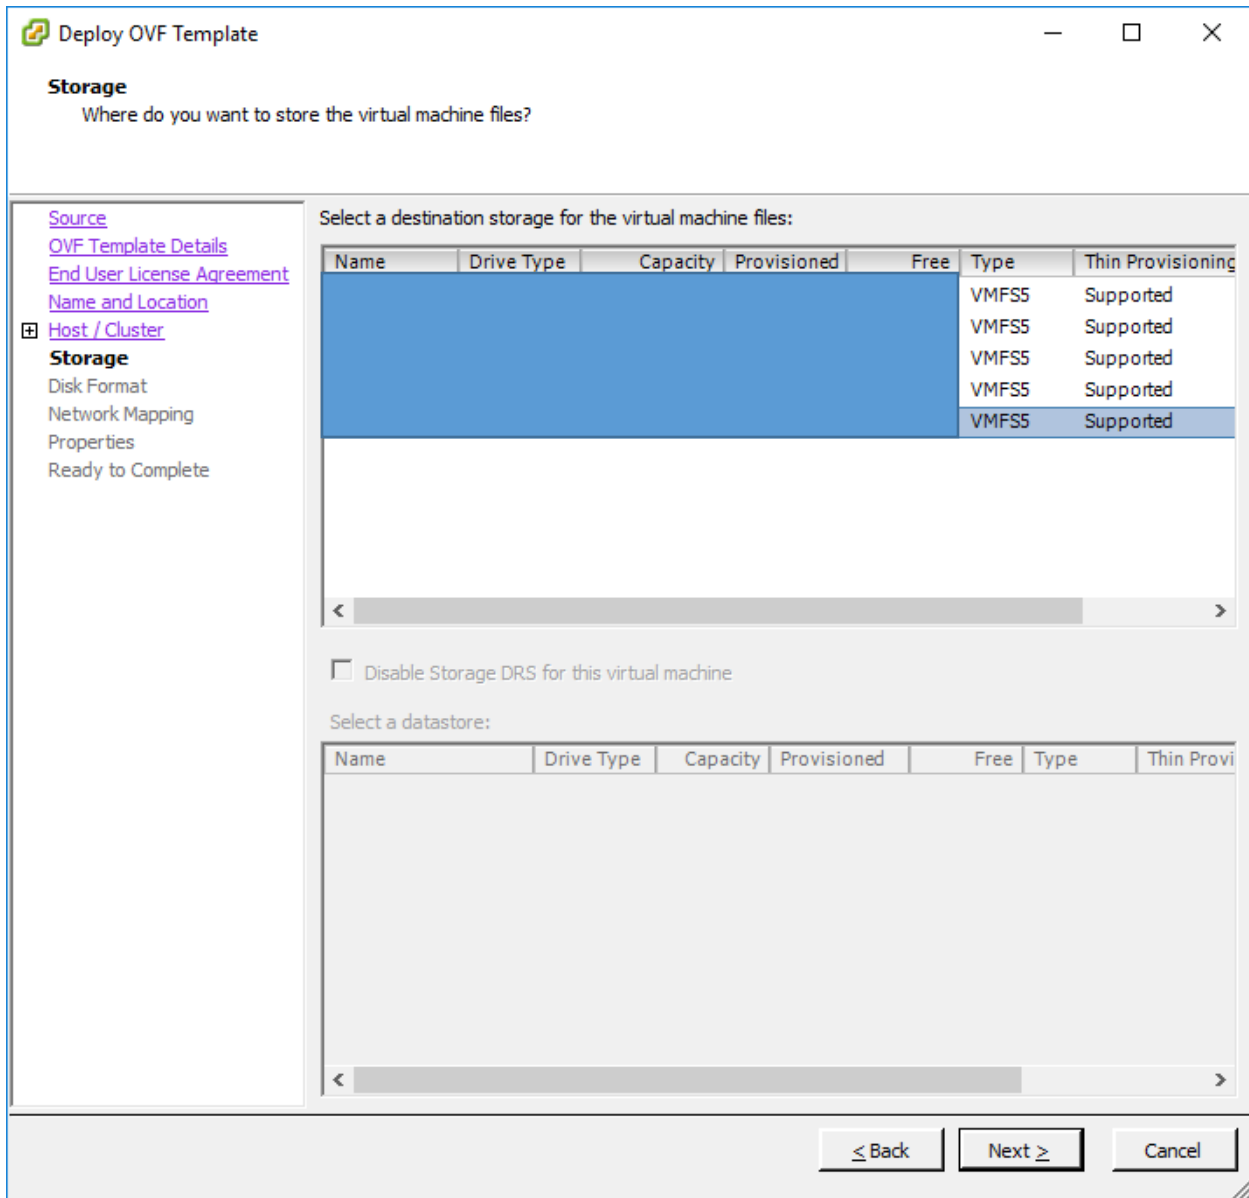 Deploy OVF Template
Storage
Where do you want to store the virtual machine files?
Source
OVF Template Details
End User License Agreement
Name and Location
Host / Cluster
Storage
Disk Format
Network Mapping
Properties
Ready to Complete
Select a destination storage for the virtual machine files:
Name Drive Type Capacity Provisioned Free Type Thin Provisioning
VMFS5 Supported
VMFS5 Supported
VMFS5 Supported
VMFS5 Supported
VMFS5 Supported
Disable Storage DRS for this virtual machine
Select a datastore:
Name Drive Type Capacity Provisioned Free Type Thin Provi
< Back Next > Cancel